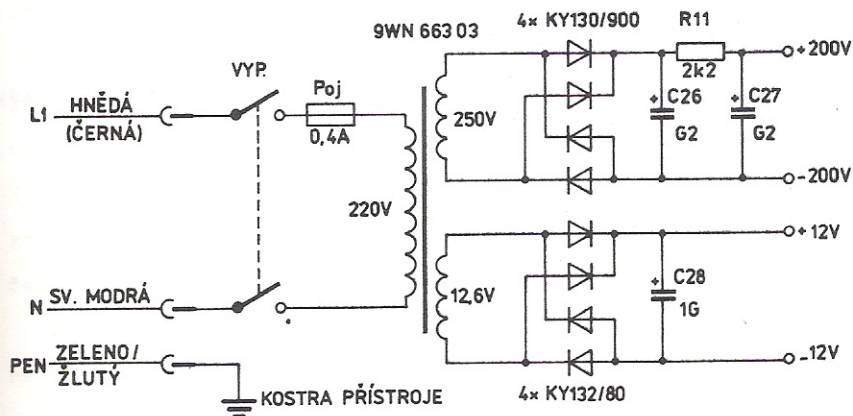 9WN 663 03
4× KY130/900
R11
2k2
+200V
C26
G2
C27
G2
-200V
VYP.
Poj
0,4A
L1 HNĚDÁ
(ČERNÁ)
220V
250V
+
+
N SV. MODRÁ
12,6V
+12V
+
C28
1G
-12V
PEN ZELENO/
ŽLUTÝ
KOSTRA PŘÍSTROJE
4× KY132/80